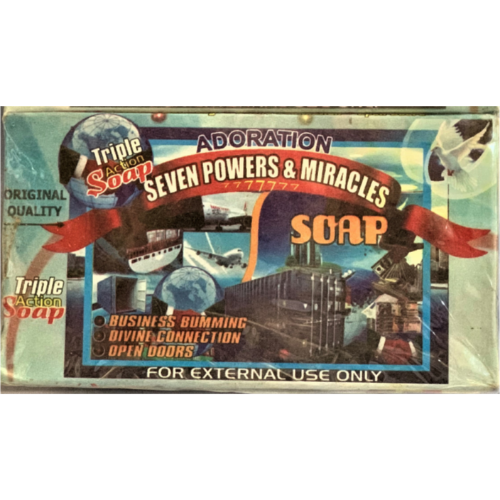 ADORATION
SEVEN POWERS & MIRACLES
7777777
SOAP
Triple
Action
Soap
ORIGINAL
QUALITY
Triple
Action
Soap
BUSINESS BUMMING
DIVINE CONNECTION
OPEN DOORS
FOR EXTERNAL USE ONLY